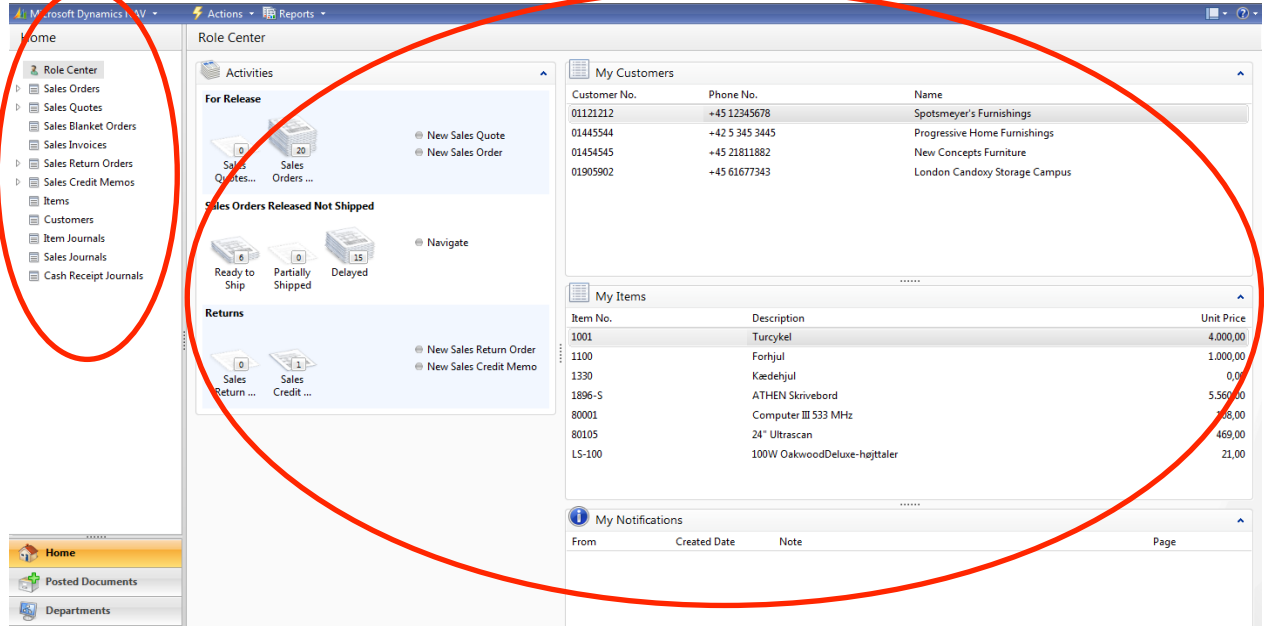 Microsoft Dynamics NAV
Actions
Reports
Home
Role Center
Role Center
Sales Orders
Sales Quotes
Sales Blanket Orders
Sales Invoices
Sales Return Orders
Sales Credit Memos
Items
Customers
Item Journals
Sales Journals
Cash Receipt Journals
Home
Posted Documents
Departments
Activities
For Release
0
20
Sales Quotes...
Sales Orders ...
New Sales Quote
New Sales Order
Sales Orders Released Not Shipped
6
0
15
Ready to Ship
Partially Shipped
Delayed
Navigate
Returns
0
1
Sales Return ...
Sales Credit ...
New Sales Return Order
New Sales Credit Memo
My Customers
Customer No. Phone No. Name
01121212 +45 12345678 Spotsmeyer's Furnishings
01445544 +42 5 345 3445 Progressive Home Furnishings
01454545 +45 21811882 New Concepts Furniture
01905902 +45 61677343 London Candoxy Storage Campus
My Items
Item No. Description Unit Price
1001 Turcykel 4.000,00
1100 Forhjul 1.000,00
1330 Kædehjul 0,00
1896-S ATHEN Skrivebord 5.560,00
80001 Computer III 533 MHz
80105 24" Ultrascan 469,00
LS-100 100W OakwoodDeluxe-højttaler 21,00
My Notifications
From Created Date Note Page